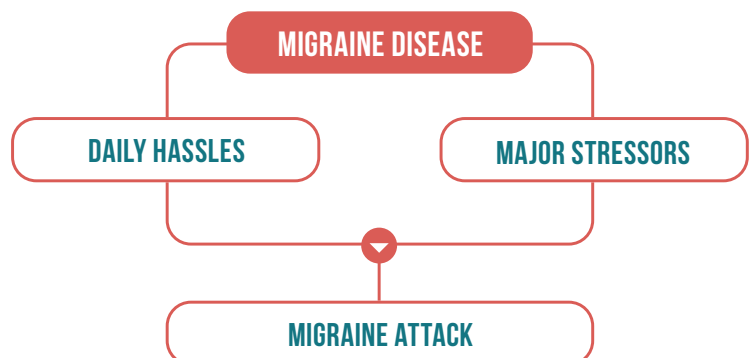 MIGRAINE DISEASE
DAILY HASSLES
MAJOR STRESSORS
MIGRAINE ATTACK